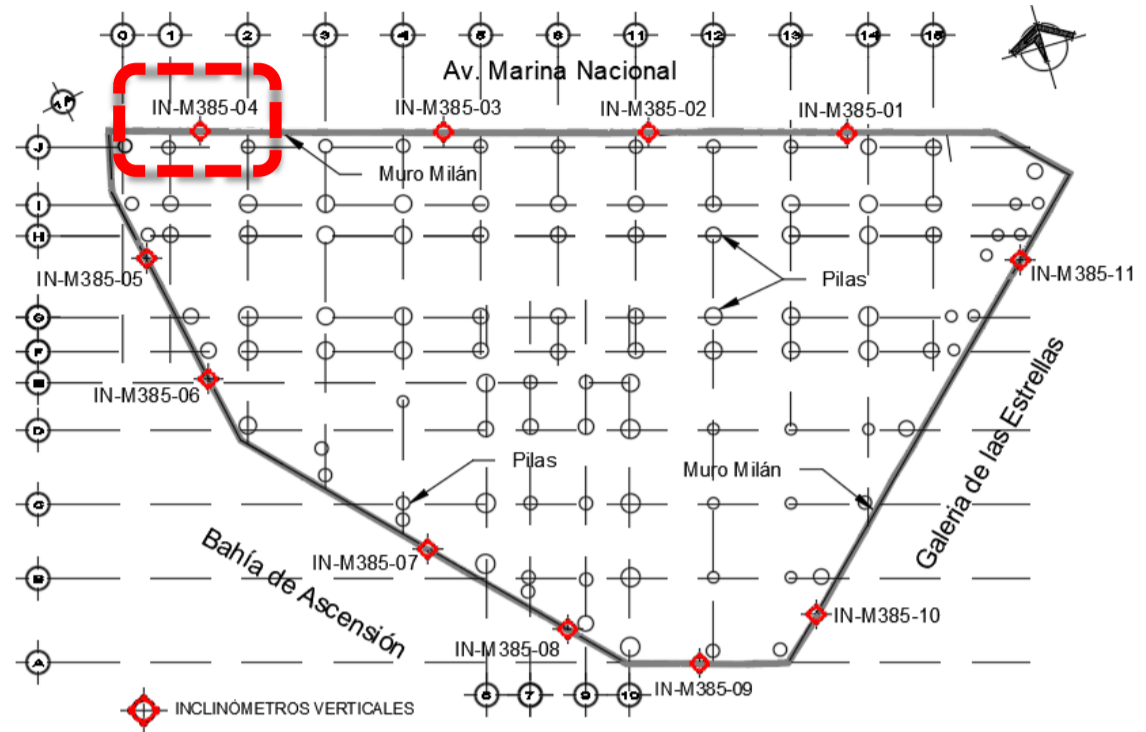 0 1 2 3 4 5 6 11 12 13 14 15
Av. Marina Nacional
IN-M385-04
IN-M385-03
IN-M385-02
IN-M385-01
J
Muro Milán
I
H
IN-M385-05
Pilas
IN-M385-11
G
F
E
IN-M385-06
D
Pilas
Muro Milán
Galeria de las Estrellas
C
Bahía de Ascensión
IN-M385-07
B
IN-M385-10
IN-M385-08
A
IN-M385-09
6 7 9 10
INCLINÓMETROS VERTICALES